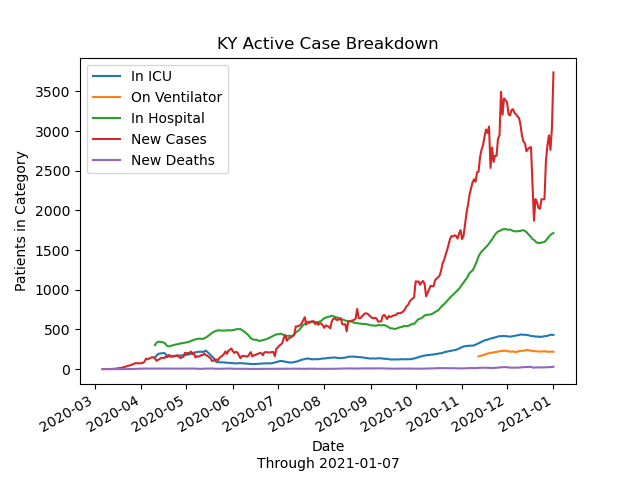 KY Active Case Breakdown
In ICU
On Ventilator
In Hospital
New Cases
New Deaths
Patients in Category
3500
3000
2500
2000
1500
1000
500
0
2020-03
2020-04
2020-05
2020-06
2020-07
2020-08
2020-09
2020-10
2020-11
2020-12
2021-01
Date
Through 2021-01-07